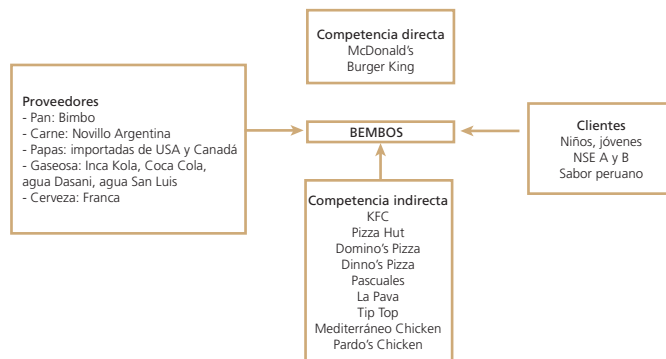 Competencia directa
McDonald's
Burger King
Proveedores
- Pan: Bimbo
- Carne: Novillo Argentina
- Papas: importadas de USA y Canadá
- Gaseosa: Inca Kola, Coca Cola,
agua Dasani, agua San Luis
- Cerveza: Franca
BEMBOS
Clientes
Niños, jóvenes
NSE A y B
Sabor peruano
Competencia indirecta
KFC
Pizza Hut
Domino's Pizza
Dinno's Pizza
Pascuales
La Pava
Tip Top
Mediterráneo Chicken
Pardo's Chicken